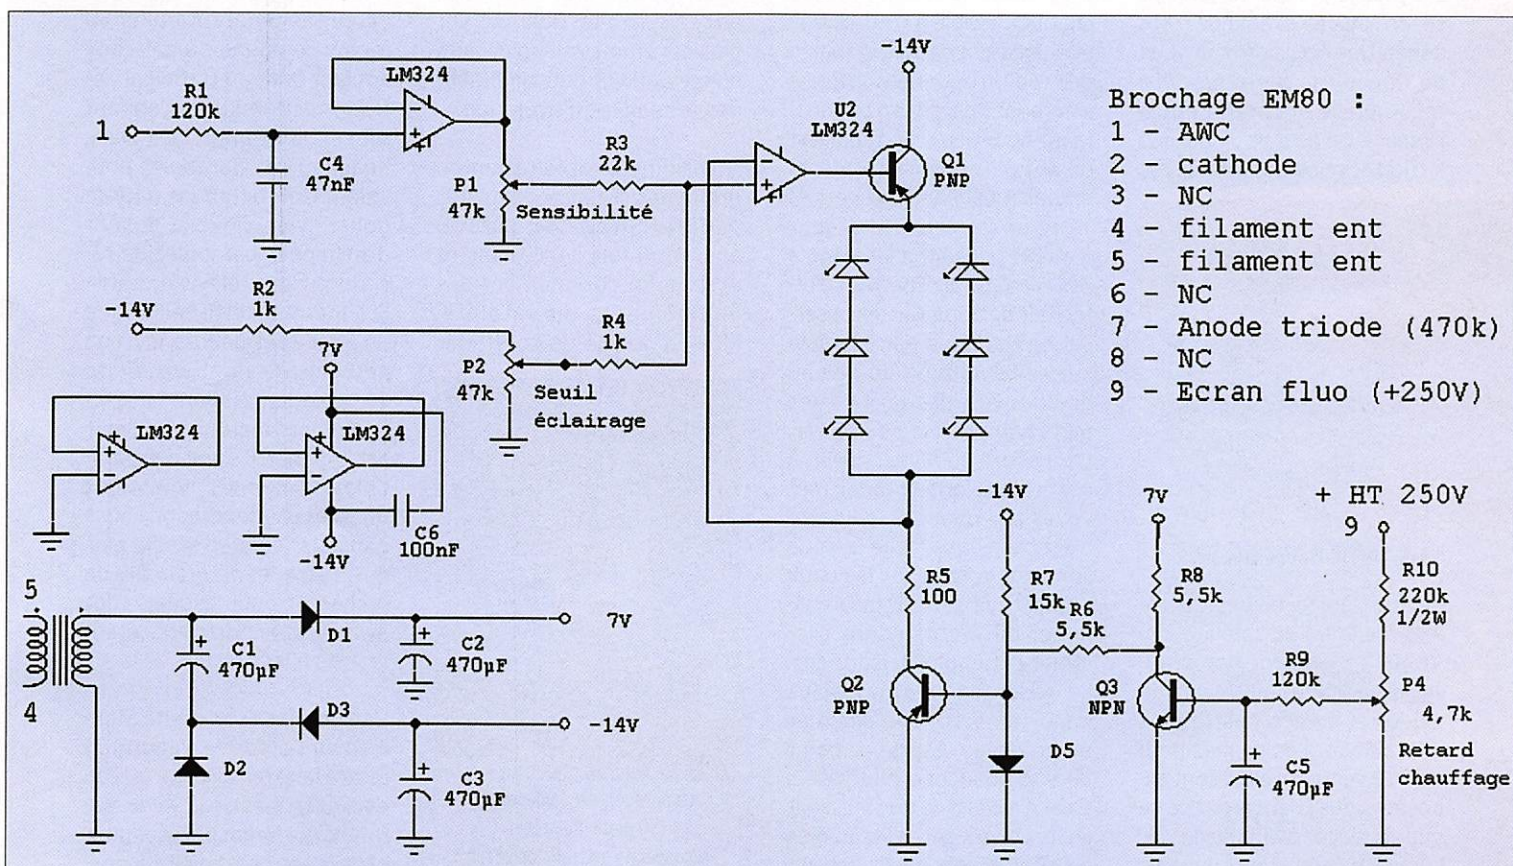 R1
120k
1
C4
47nF
LM324
P1
47k
Sensibilité
R3
22k
U2
LM324
-14V
Q1
PNP
Brochage EM80 :
1 - AWC
2 - cathode
3 - NC
4 - filament ent
5 - filament ent
6 - NC
7 - Anode triode (470k)
8 - NC
9 - Ecran fluo (+250V)
-14V
R2
1k
7V
P2
47k
Seuil
éclairage
R4
1k
LM324
LM324
C6
100nF
-14V
5
4
C1
470µF
D1
C2
470µF
7V
D2
D3
C3
470µF
-14V
R5
100
-14V
R7
15k
R6
5,5k
7V
R8
5,5k
+ HT 250V
9
R10
220k
1/2W
Q2
PNP
Q3
NPN
R9
120k
P4
4,7k
D5
C5
470µF
Retard
chauffage